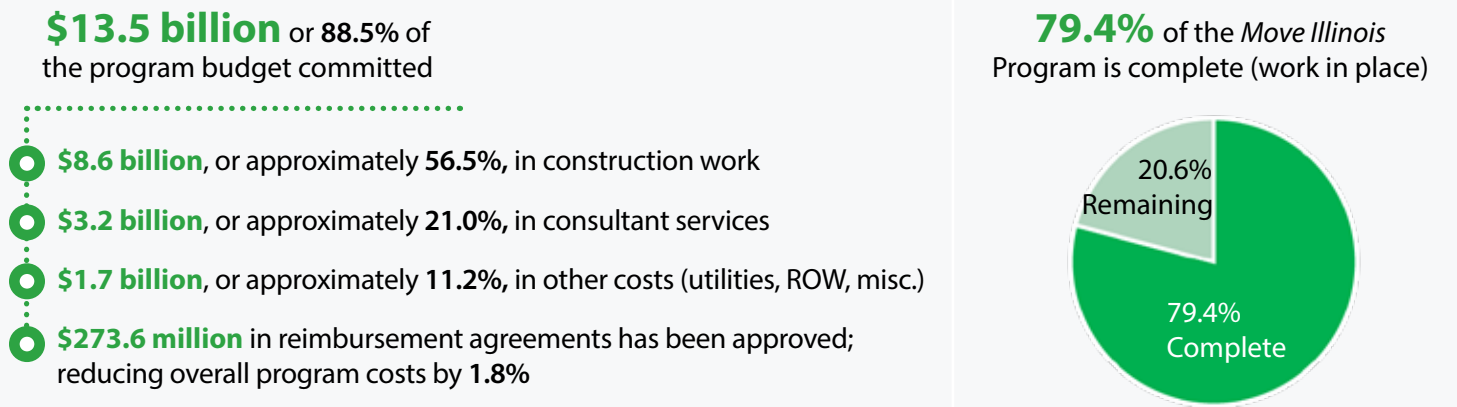 $13.5 billion or 88.5% of
the program budget committed
$8.6 billion, or approximately 56.5%, in construction work
$3.2 billion, or approximately 21.0%, in consultant services
$1.7 billion, or approximately 11.2%, in other costs (utilities, ROW, misc.)
$273.6 million in reimbursement agreements has been approved;
reducing overall program costs by 1.8%
79.4% of the Move Illinois
Program is complete (work in place)
20.6%
Remaining
79.4%
Complete